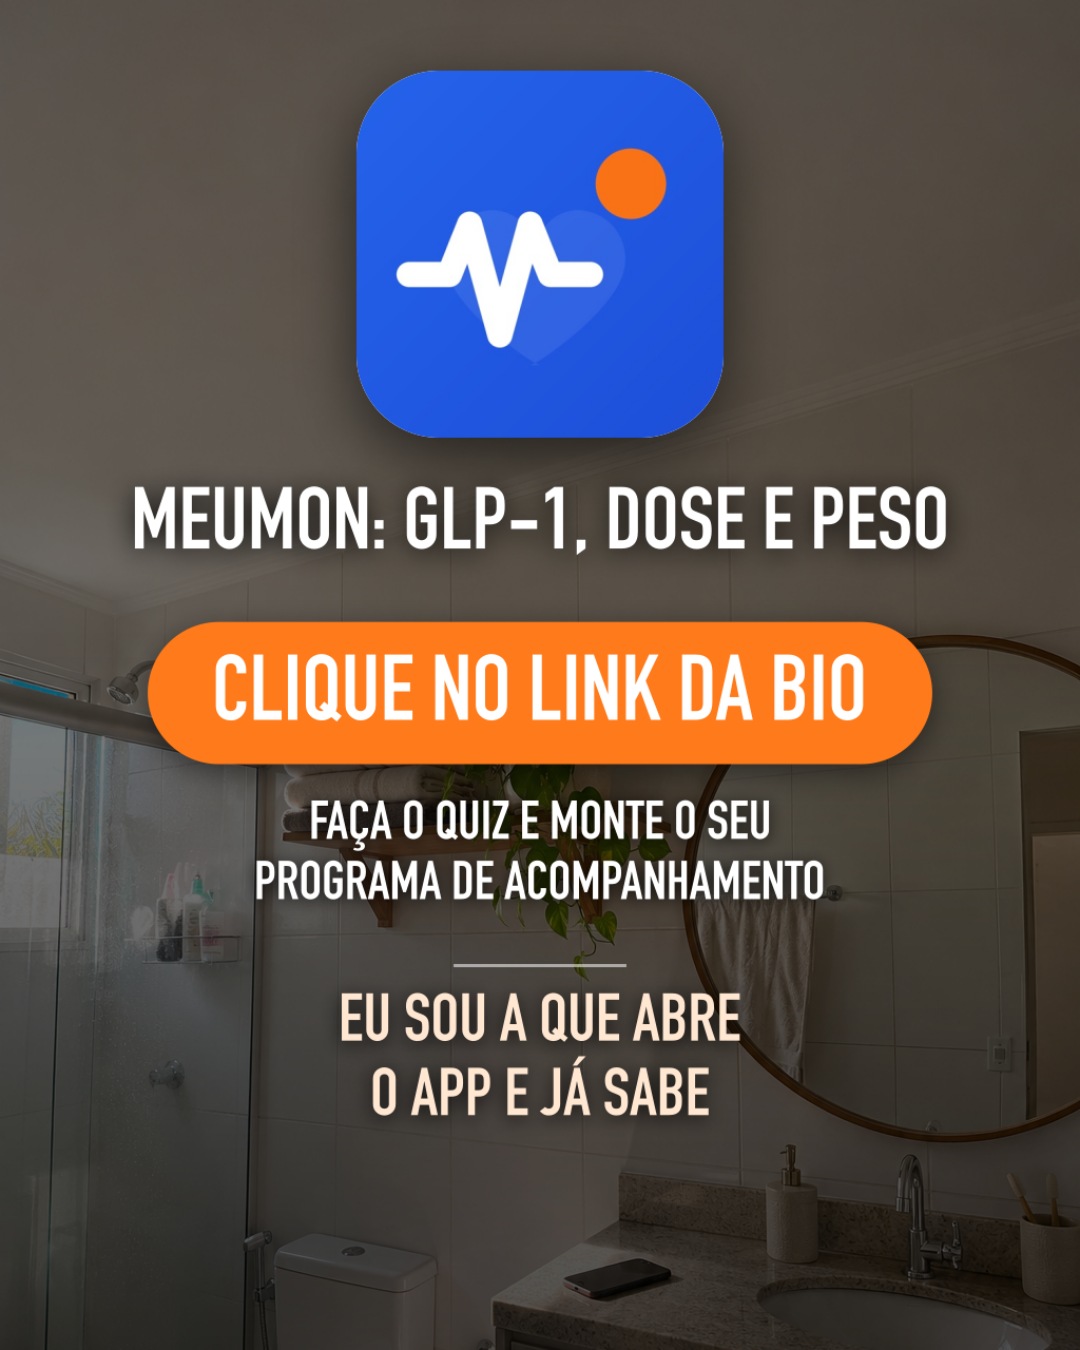 MEUMON: GLP-1, DOSE E PESO
CLIQUE NO LINK DA BIO
FAÇA O QUIZ E MONTE O SEU
PROGRAMA DE ACOMPANHAMENTO
EU SOU A QUE ABRE
O APP E JÁ SABE